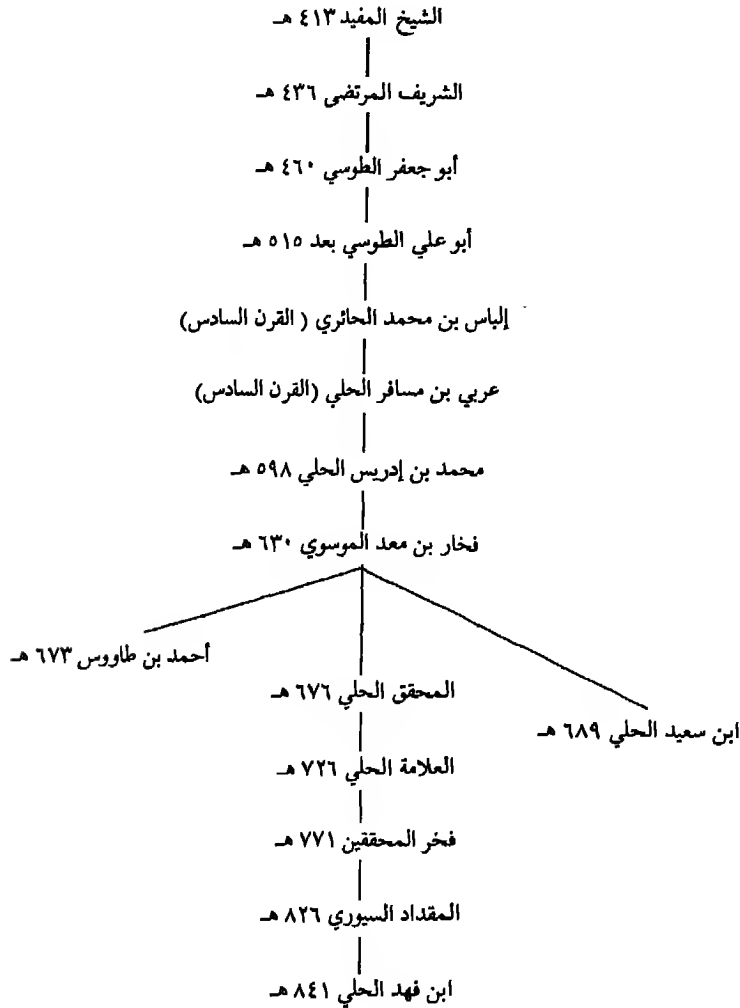 الشيخ المفيد ٤١٣ هـ
الشريف المرتضى ٤٣٦ هـ
أبو جعفر الطوسي ٤٦٠ هـ
أبو علي الطوسي بعد ٥١٥ هـ
إلياس بن محمد الحائري (القرن السادس)
عربي بن مسافر الحلي (القرن السادس)
محمد بن إدريس الحلي ٥٩٨ هـ
فخار بن معد الموسوي ٦٣٠ هـ
أحمد بن طاووس ٦٧٣ هـ
المحقق الحلي ٦٧٦ هـ
ابن سعيد الحلي ٦٨٩ هـ
العلامة الحلي ٧٢٦ هـ
فخر المحققين ٧٧١ هـ
المقداد السيوري ٨٢٦ هـ
ابن فهد الحلي ٨٤١ هـ